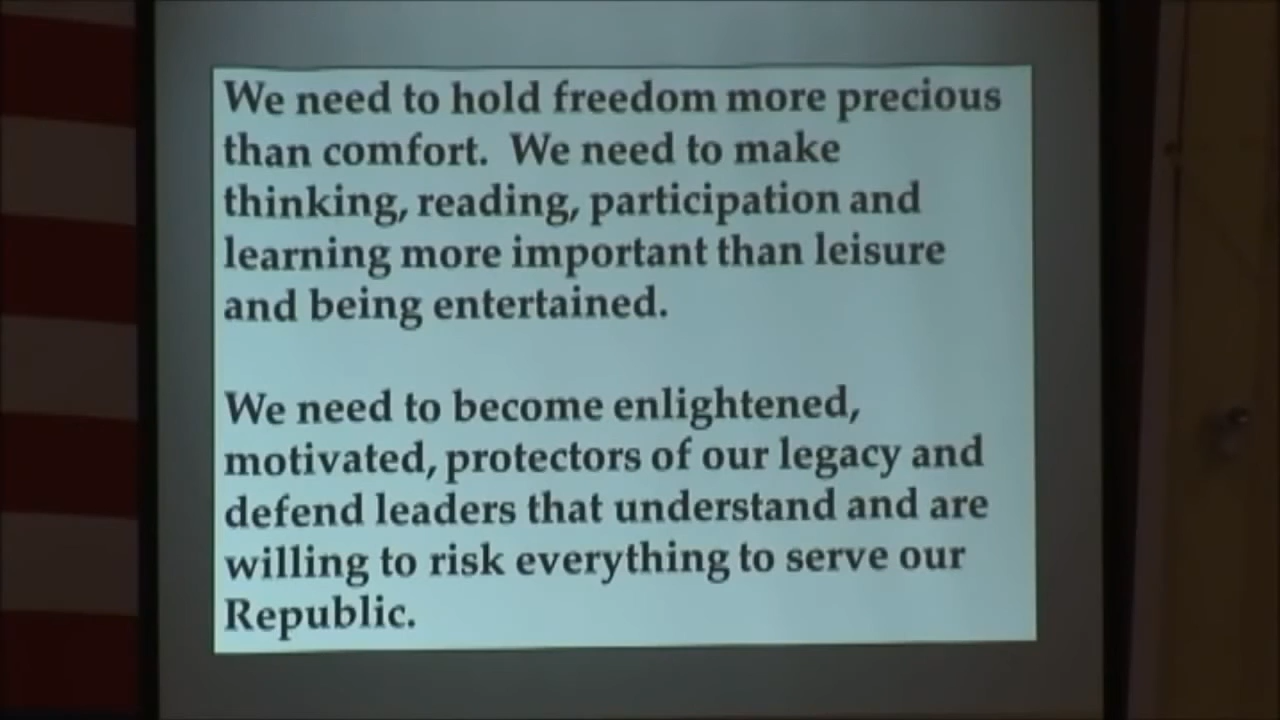 We need to hold freedom more precious
than comfort.  We need to make
thinking, reading, participation and
learning more important than leisure
and being entertained.
We need to become enlightened,
motivated, protectors of our legacy and
defend leaders that understand and are
willing to risk everything to serve our
Republic.